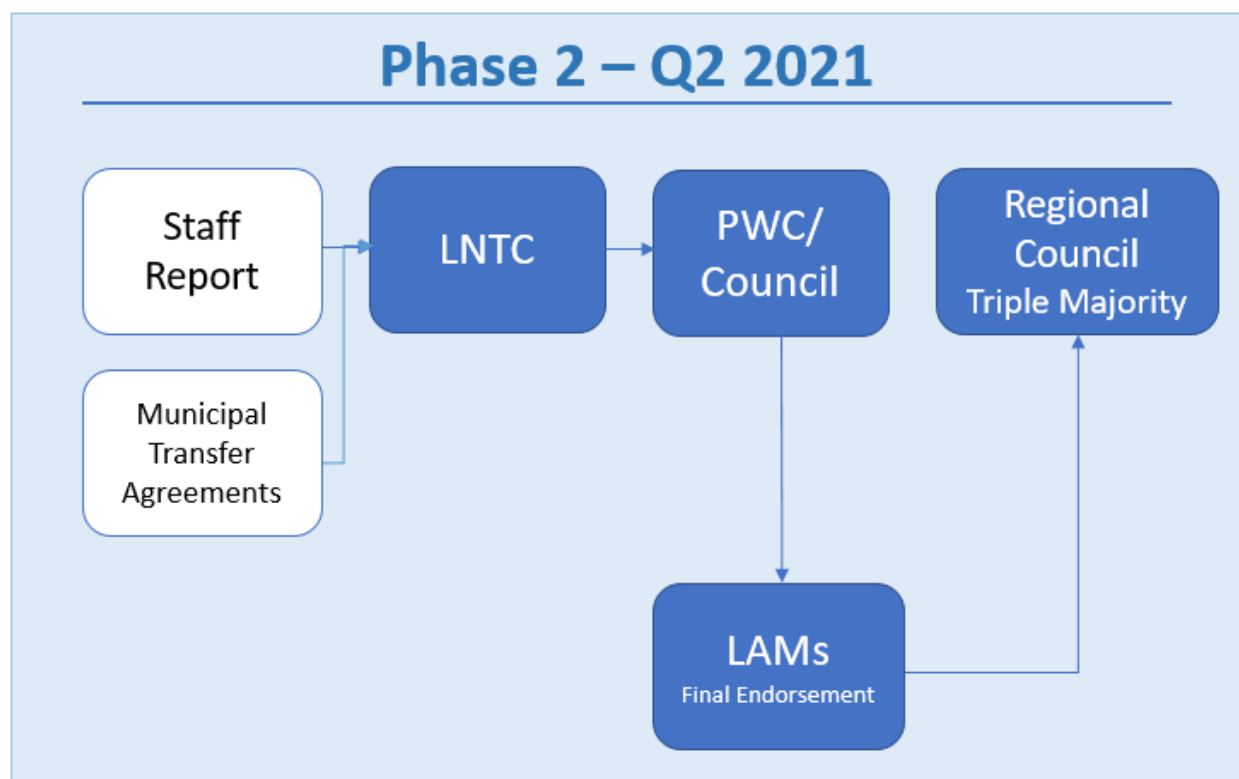 Phase 2 – Q2 2021
Staff
Report
LNTC
PWC/
Council
Regional
Council
Triple Majority
Municipal
Transfer
Agreements
LAMs
Final Endorsement